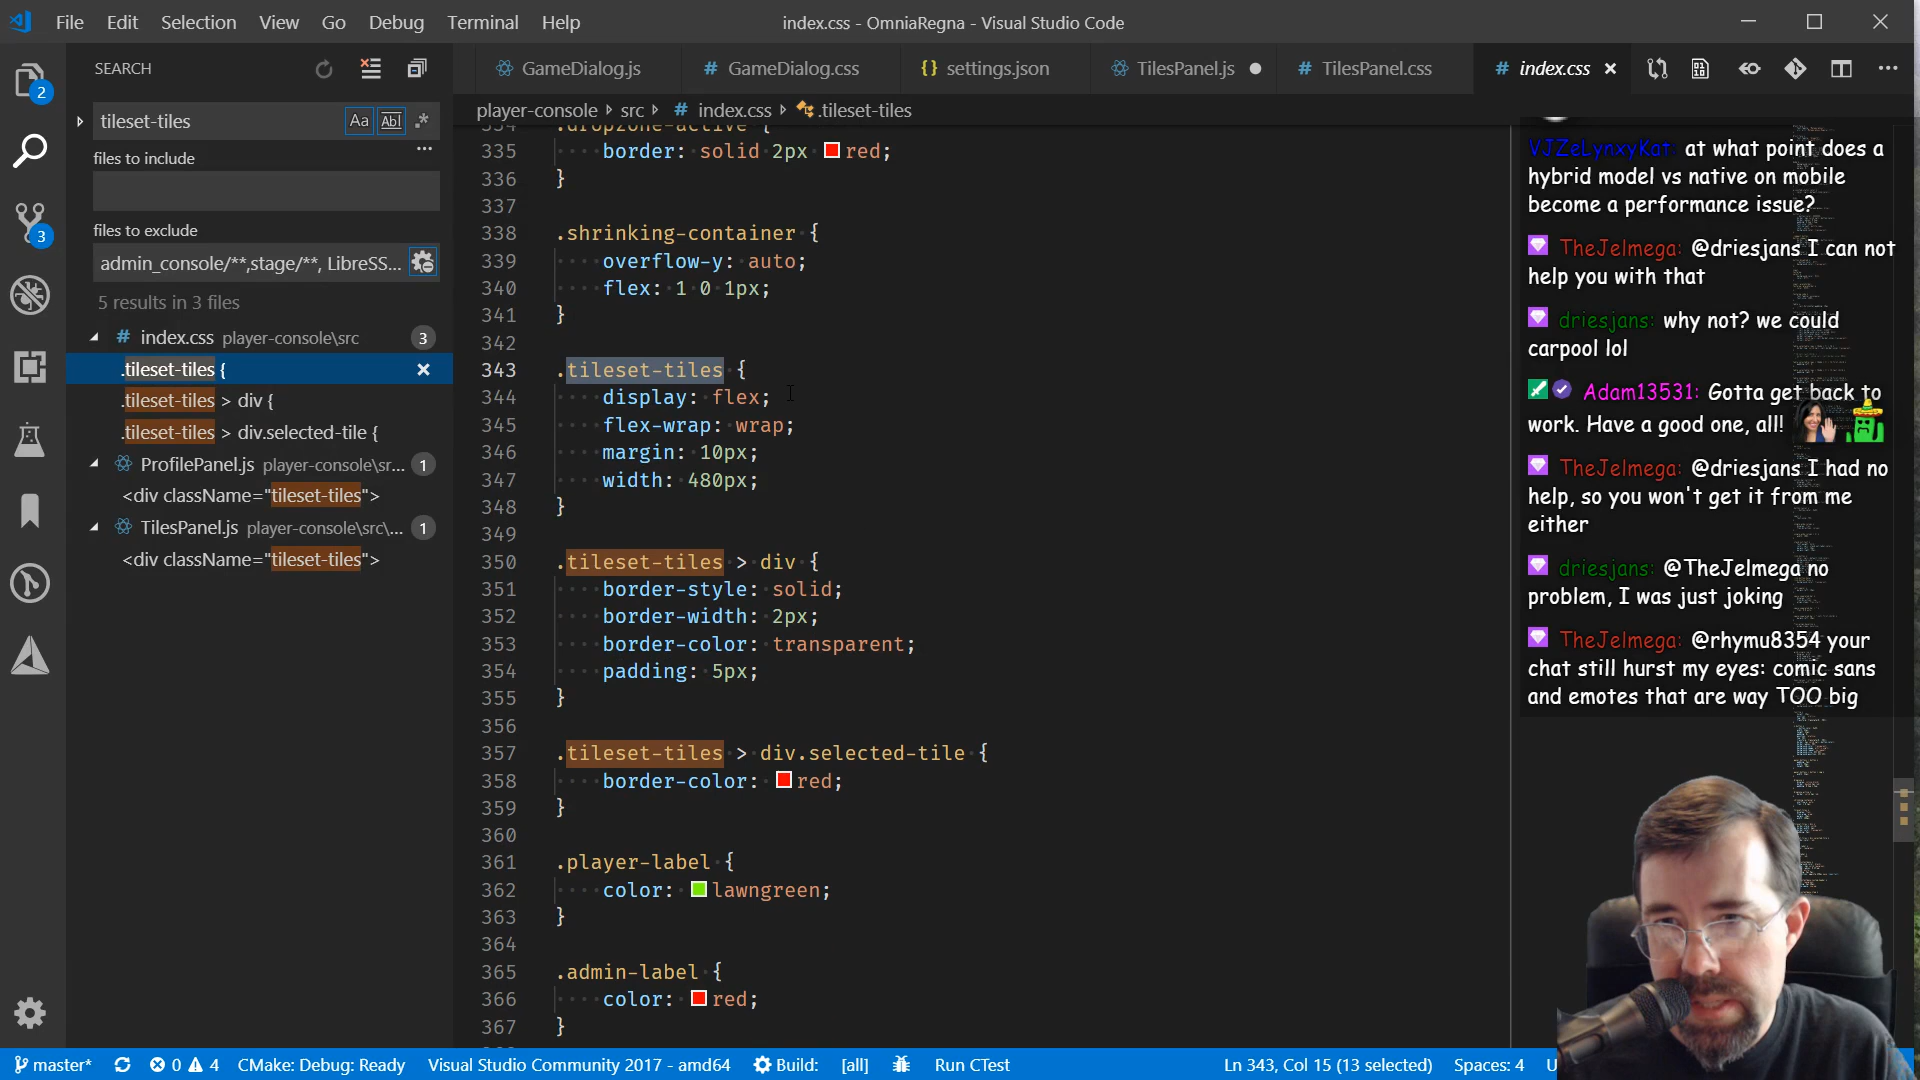 File Edit Selection View Go Debug Terminal Help
index.css - OmniaRegna - Visual Studio Code
SEARCH
GameDialog.js
# GameDialog.css
{} settings.json
TilesPanel.js
# TilesPanel.css
# index.css
player-console > src > # index.css > .tileset-tiles
2
3
tileset-tiles
Aa Abl .*
files to include
...
files to exclude
admin_console/**,stage/**, LibreSS...
5 results in 3 files
# index.css player-console\src 3
.tileset-tiles {
.tileset-tiles > div {
.tileset-tiles > div.selected-tile {
ProfilePanel.js player-console\sr... 1
<div className="tileset-tiles">
TilesPanel.js player-console\src\... 1
<div className="tileset-tiles">
334 .dropzone-active {
335 border: solid 2px red;
336 }
337
338 .shrinking-container {
339 overflow-y: auto;
340 flex: 1 0 1px;
341 }
342
343 .tileset-tiles {
344 display: flex;
345 flex-wrap: wrap;
346 margin: 10px;
347 width: 480px;
348 }
349
350 .tileset-tiles > div {
351 border-style: solid;
352 border-width: 2px;
353 border-color: transparent;
354 padding: 5px;
355 }
356
357 .tileset-tiles > div.selected-tile {
358 border-color: red;
359 }
360
361 .player-label {
362 color: lawngreen;
363 }
364
365 .admin-label {
366 color: red;
367 }
VJZeLynxyKat: at what point does a
hybrid model vs native on mobile
become a performance issue?
TheJelmega: @driesjans I can not
help you with that
driesjans: why not? we could
carpool lol
Adam13531: Gotta get back to
work. Have a good one, all!
TheJelmega: @driesjans I had no
help, so you won't get it from me
either
driesjans: @TheJelmega no
problem, I was just joking
TheJelmega: @rhymu8354 your
chat still hurst my eyes: comic sans
and emotes that are way TOO big
master* 0 4 CMake: Debug: Ready Visual Studio Community 2017 - amd64 Build: [all] Run CTest Ln 343, Col 15 (13 selected) Spaces: 4 U